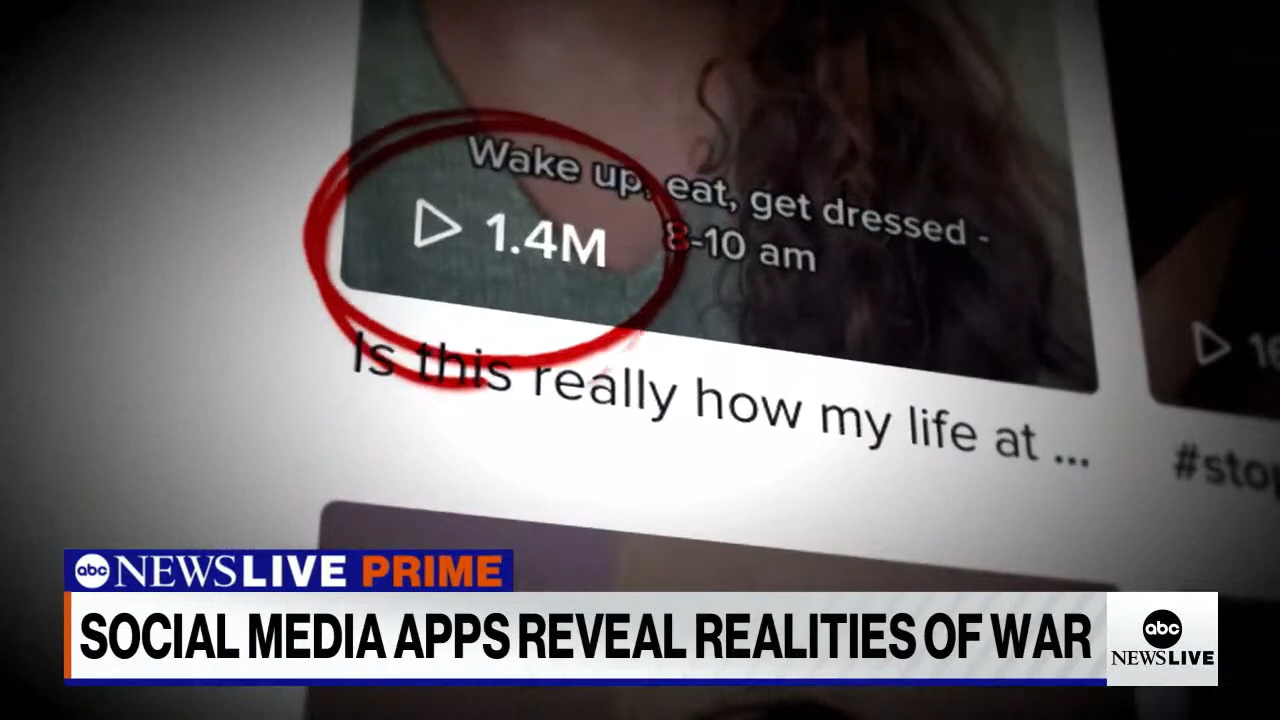 Wake up, eat, get dressed -
8-10 am
1.4M
Is this really how my life at ...
#stop
abc NEWS LIVE PRIME
SOCIAL MEDIA APPS REVEAL REALITIES OF WAR
abc
NEWS LIVE